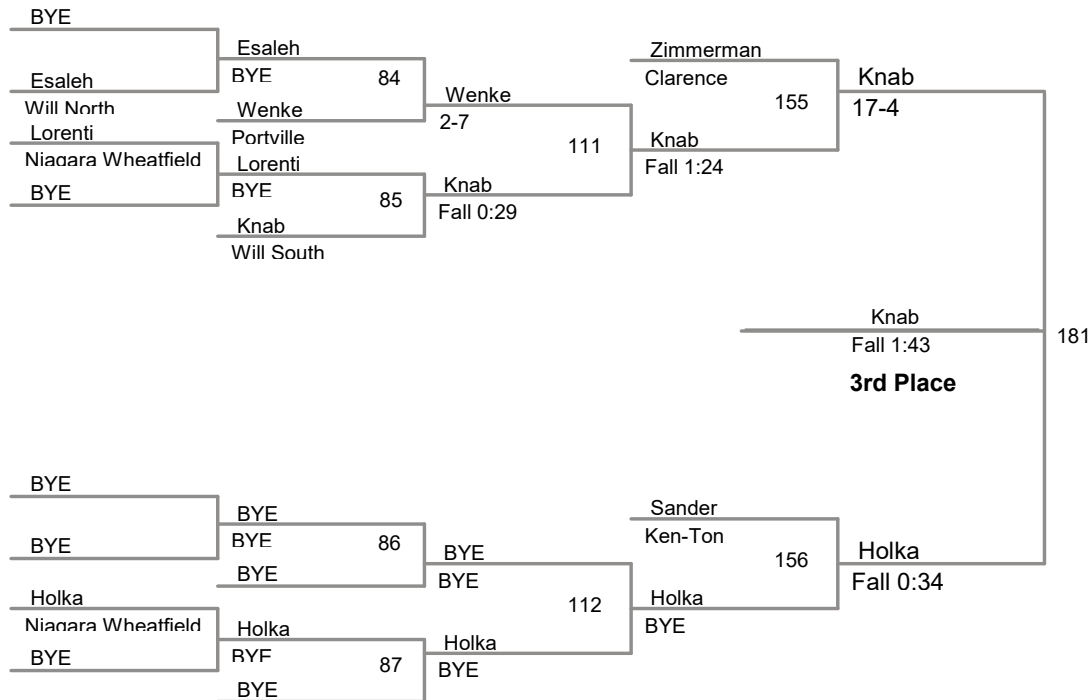 BYE
Esaleh
Will North
Lorenti
Niagara Wheatfield
BYE
Esaleh
BYE
84
Wenke
Portville
Lorenti
BYE
85
Knab
Will South
Wenke
2-7
111
Knab
Fall 0:29
Zimmerman
Clarence
155
Knab
Fall 1:24
Knab
17-4
Knab
Fall 1:43
181
3rd Place
BYE
BYE
Holka
Niagara Wheatfield
BYE
BYE
BYE
86
BYE
Holka
BYE
87
BYE
BYE
BYE
112
Holka
BYE
Sander
Ken-Ton
156
Holka
BYE
Holka
Fall 0:34